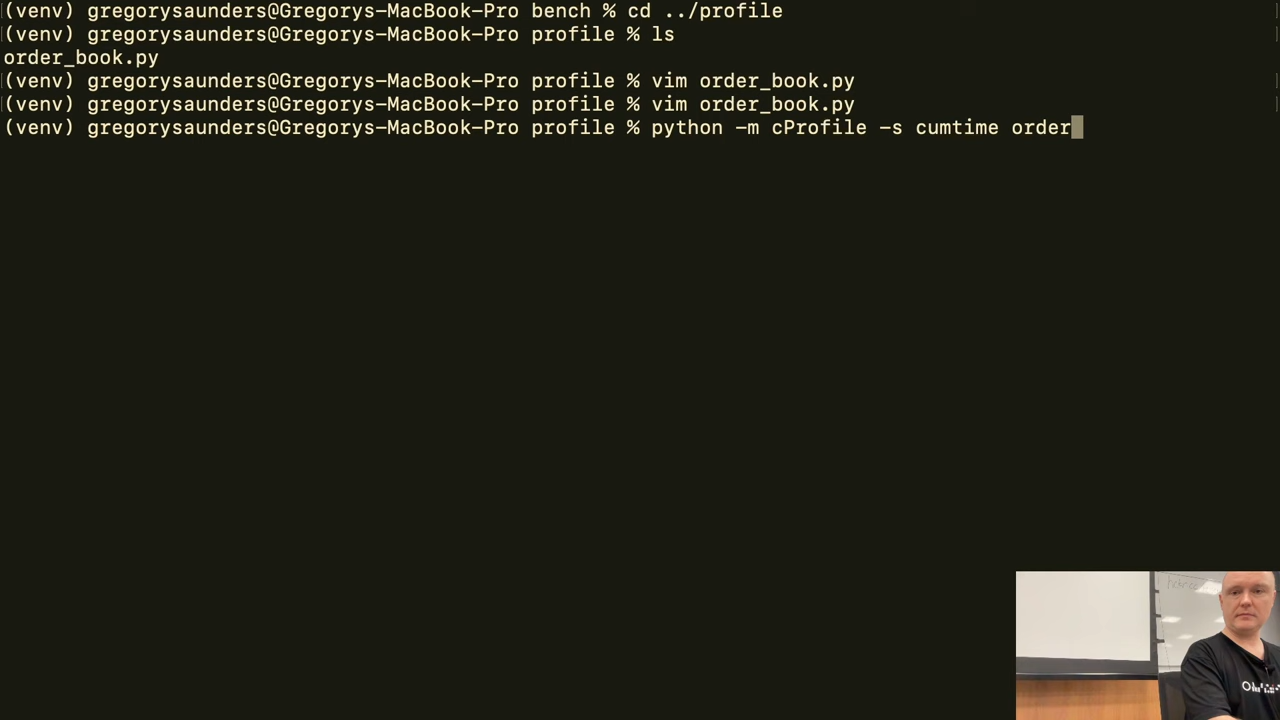 (venv) gregorysaunders@Gregorys-MacBook-Pro bench % cd ../profile
(venv) gregorysaunders@Gregorys-MacBook-Pro profile % ls
order_book.py
(venv) gregorysaunders@Gregorys-MacBook-Pro profile % vim order_book.py
(venv) gregorysaunders@Gregorys-MacBook-Pro profile % vim order_book.py
(venv) gregorysaunders@Gregorys-MacBook-Pro profile % python -m cProfile -s cumtime order